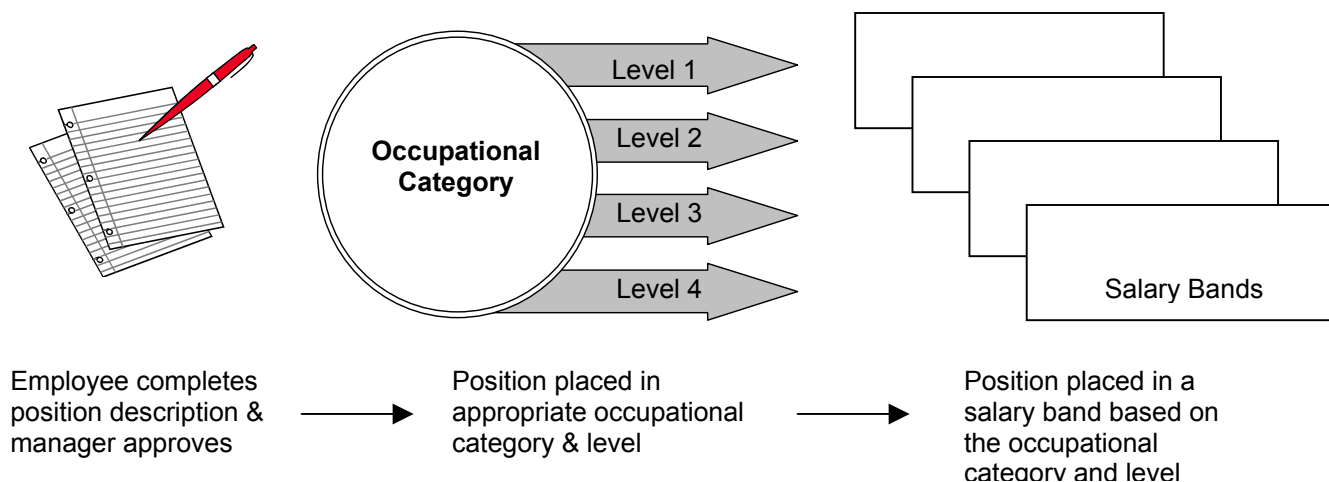 Level 1
Level 2
Level 3
Level 4
Occupational
Category
Salary Bands
Employee completes
position description &
manager approves
Position placed in
appropriate occupational
category & level
Position placed in a
salary band based on
the occupational
category and level